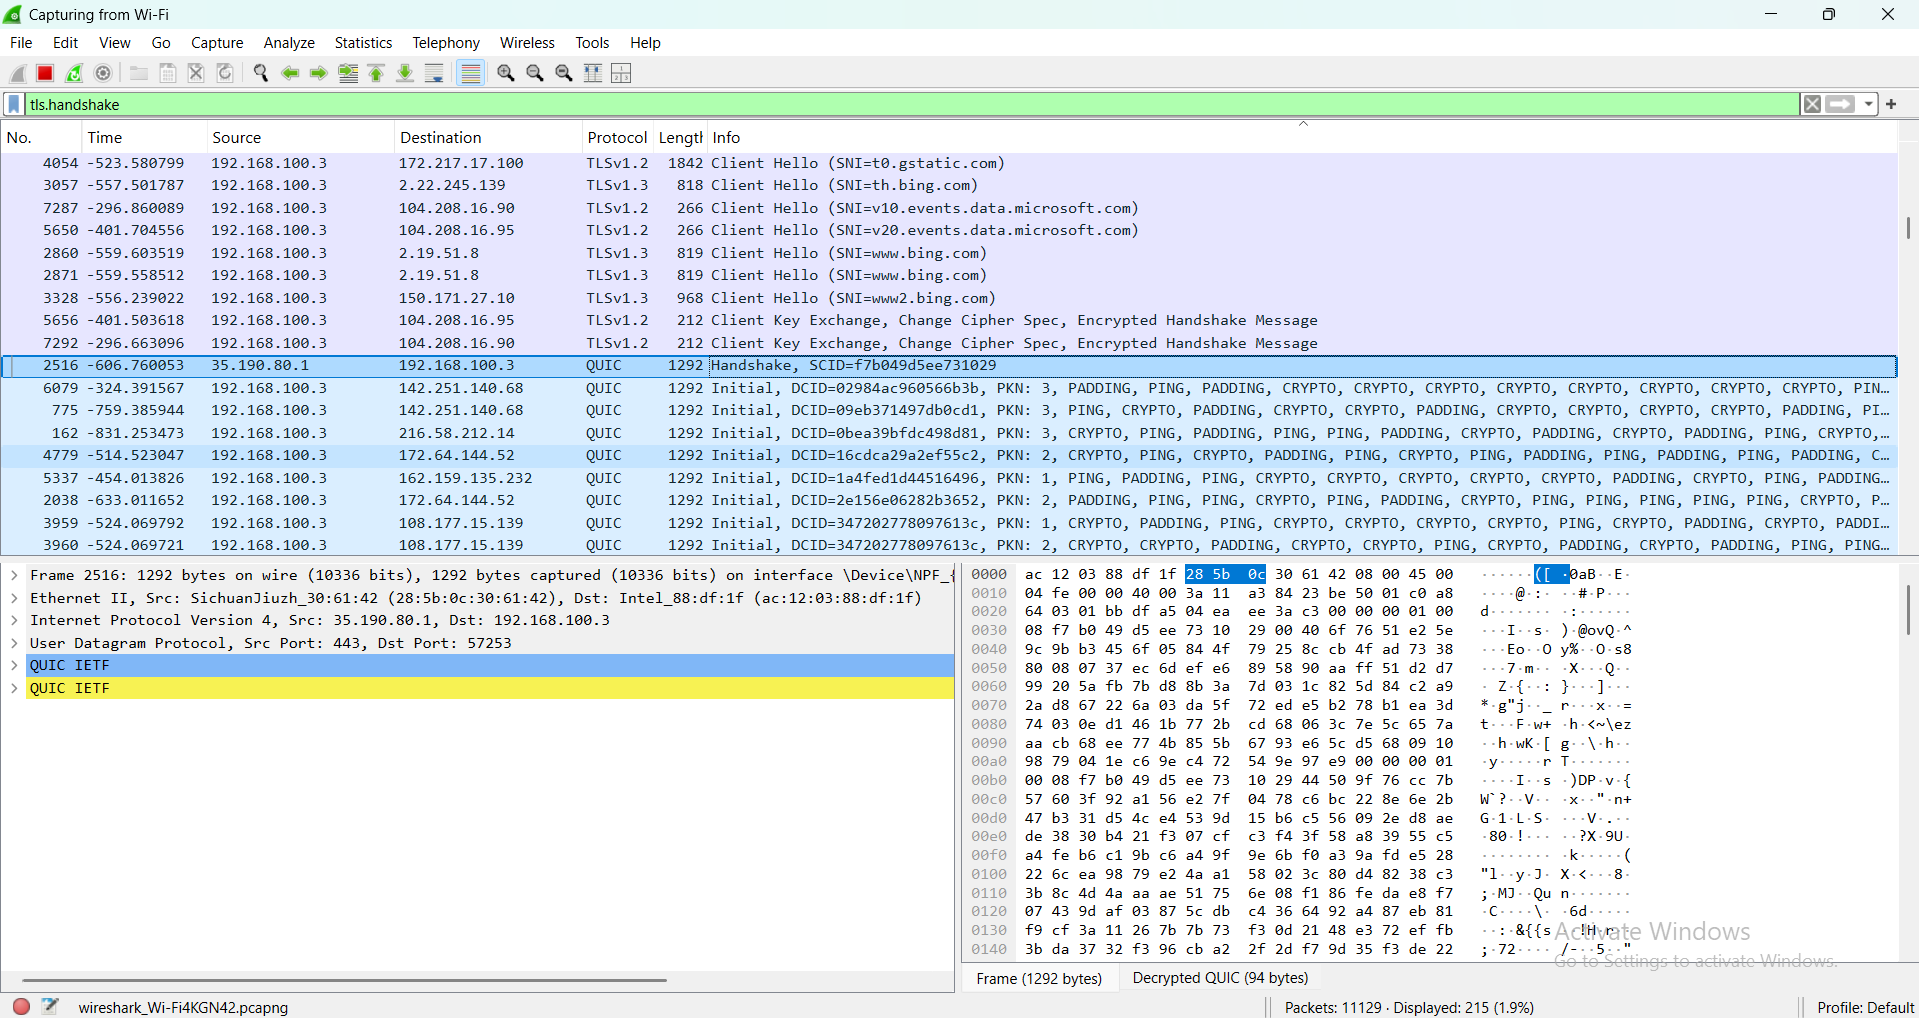 Capturing from Wi-Fi
File Edit View Go Capture Analyze Statistics Telephony Wireless Tools Help
tls.handshake
No. Time Source Destination Protocol Length Info
4054 -523.580799 192.168.100.3 172.217.17.100 TLSv1.2 1842 Client Hello (SNI=t0.gstatic.com)
3057 -557.501787 192.168.100.3 2.22.245.139 TLSv1.3 818 Client Hello (SNI=th.bing.com)
7287 -296.860089 192.168.100.3 104.208.16.90 TLSv1.2 266 Client Hello (SNI=v10.events.data.microsoft.com)
5650 -401.704556 192.168.100.3 104.208.16.95 TLSv1.2 266 Client Hello (SNI=v20.events.data.microsoft.com)
2860 -559.603519 192.168.100.3 2.19.51.8 TLSv1.3 819 Client Hello (SNI=www.bing.com)
2871 -559.558512 192.168.100.3 2.19.51.8 TLSv1.3 819 Client Hello (SNI=www.bing.com)
3328 -556.239022 192.168.100.3 150.171.27.10 TLSv1.3 968 Client Hello (SNI=www2.bing.com)
5656 -401.503618 192.168.100.3 104.208.16.95 TLSv1.2 212 Client Key Exchange, Change Cipher Spec, Encrypted Handshake Message
7292 -296.663096 192.168.100.3 104.208.16.90 TLSv1.2 212 Client Key Exchange, Change Cipher Spec, Encrypted Handshake Message
2516 -606.760053 35.190.80.1 192.168.100.3 QUIC 1292 Handshake, SCID=f7b049d5ee731029
6079 -324.391567 192.168.100.3 142.251.140.68 QUIC 1292 Initial, DCID=02984ac960566b3b, PKN: 3, PADDING, PING, PADDING, CRYPTO, CRYPTO, CRYPTO, CRYPTO, CRYPTO, CRYPTO, CRYPTO, CRYPTO, PIN…
775 -759.385944 192.168.100.3 142.251.140.68 QUIC 1292 Initial, DCID=09eb371497db0cd1, PKN: 3, PING, CRYPTO, PADDING, CRYPTO, CRYPTO, PADDING, CRYPTO, CRYPTO, CRYPTO, CRYPTO, PADDING, PI…
162 -831.253473 192.168.100.3 216.58.212.14 QUIC 1292 Initial, DCID=0bea39bfdc498d81, PKN: 3, CRYPTO, PING, PADDING, PING, PING, PADDING, CRYPTO, PADDING, CRYPTO, PADDING, PING, CRYPTO,…
4779 -514.523047 192.168.100.3 172.64.144.52 QUIC 1292 Initial, DCID=16cdca29a2ef55c2, PKN: 2, CRYPTO, PING, CRYPTO, PADDING, PING, CRYPTO, PING, PADDING, PING, PADDING, PING, PADDING, C…
5337 -454.013826 192.168.100.3 162.159.135.232 QUIC 1292 Initial, DCID=1a4fed1d44516496, PKN: 1, PING, PADDING, PING, CRYPTO, CRYPTO, CRYPTO, CRYPTO, CRYPTO, PADDING, CRYPTO, PING, PADDING…
2038 -633.011652 192.168.100.3 172.64.144.52 QUIC 1292 Initial, DCID=2e156e06282b3652, PKN: 2, PADDING, PING, PING, CRYPTO, PING, PADDING, CRYPTO, PING, PING, PING, PING, PING, CRYPTO, P…
3959 -524.069792 192.168.100.3 108.177.15.139 QUIC 1292 Initial, DCID=347202778097613c, PKN: 1, CRYPTO, PADDING, PING, CRYPTO, CRYPTO, CRYPTO, CRYPTO, PING, CRYPTO, PADDING, CRYPTO, PADDI…
3960 -524.069721 192.168.100.3 108.177.15.139 QUIC 1292 Initial, DCID=347202778097613c, PKN: 2, CRYPTO, CRYPTO, PADDING, CRYPTO, CRYPTO, PING, CRYPTO, PADDING, CRYPTO, PADDING, PING, PING…
Frame 2516: 1292 bytes on wire (10336 bits), 1292 bytes captured (10336 bits) on interface \Device\NPF_{
Ethernet II, Src: SichuanJiuzh_30:61:42 (28:5b:0c:30:61:42), Dst: Intel_88:df:1f (ac:12:03:88:df:1f)
Internet Protocol Version 4, Src: 35.190.80.1, Dst: 192.168.100.3
User Datagram Protocol, Src Port: 443, Dst Port: 57253
QUIC IETF
QUIC IETF
0000 ac 12 03 88 df 1f 28 5b 0c 30 61 42 08 00 45 00 ······([ ·0aB··E·
0010 04 fe 00 00 40 00 3a 11 a3 84 23 be 50 01 c0 a8 ····@·:· ··#·P···
0020 64 03 01 bb df a5 04 ea ee 3a c3 00 00 00 01 00 d······· ·:······
0030 08 f7 b0 49 d5 ee 73 10 29 00 40 6f 76 51 e2 5e ···I··s· )·@ovQ·^
0040 9c 9b b3 45 6f 05 84 4f 79 25 8c cb 4f ad 73 38 ···Eo··O y%··O·s8
0050 80 08 07 37 ec 6d ef e6 89 58 90 aa ff 51 d2 d7 ···7·m·· ·X···Q··
0060 99 20 5a fb 7b d8 8b 3a 7d 03 1c 82 5d 84 c2 a9 · Z·{··: }···]···
0070 2a d8 67 22 6a 03 da 5f 72 ed e5 b2 78 b1 ea 3d *·g"j··_ r···x··=
0080 74 03 0e d1 46 1b 77 2b cd 68 06 3c 7e 5c 65 7a t···F·w+ ·h·<~\ez
0090 aa cb 68 ee 77 4b 85 5b 67 93 e6 5c d5 68 09 10 ··h·wK·[ g··\·h··
00a0 98 79 04 1e c6 9e c4 72 54 9e 97 e9 00 00 00 01 ·y·····r T·······
00b0 00 08 f7 b0 49 d5 ee 73 10 29 44 50 9f 76 cc 7b ····I··s ·)DP·v·{
00c0 57 60 3f 92 a1 56 e2 7f 04 78 c6 bc 22 8e 6e 2b W`?··V·· ·x··"·n+
00d0 47 b3 31 d5 4c e4 53 9d 15 b6 c5 56 09 2e d8 ae G·1·L·S· ···V·.··
00e0 de 38 30 b4 21 f3 07 cf c3 f4 3f 58 a8 39 55 c5 ·80·!··· ··?X·9U·
00f0 a4 fe b6 c1 9b c6 a4 9f 9e 6b f0 a3 9a fd e5 28 ········ ·k·····(
0100 22 6c ea 98 79 e2 4a a1 58 02 3c 80 d4 82 38 c3 "l··y·J· X·<···8·
0110 3b 8c 4d 4a aa ae 51 75 6e 08 f1 86 fe da e8 f7 ;·MJ··Qu n·······
0120 07 43 9d af 03 87 5c db c4 36 64 92 a4 87 eb 81 ·C····\· ·6d·····
0130 f9 cf 3a 11 26 7b 7b 73 f3 0d 21 48 e3 72 ef fb ··:·&{{s ··!H·r··
0140 3b da 37 32 f3 96 cb a2 2f 2d f7 9d 35 f3 de 22 ;·72···· /-··5··"
Activate Windows
Go to Settings to activate Windows.
Frame (1292 bytes) Decrypted QUIC (94 bytes)
wireshark_Wi-Fi4KGN42.pcapng Packets: 11129 · Displayed: 215 (1.9%) Profile: Default